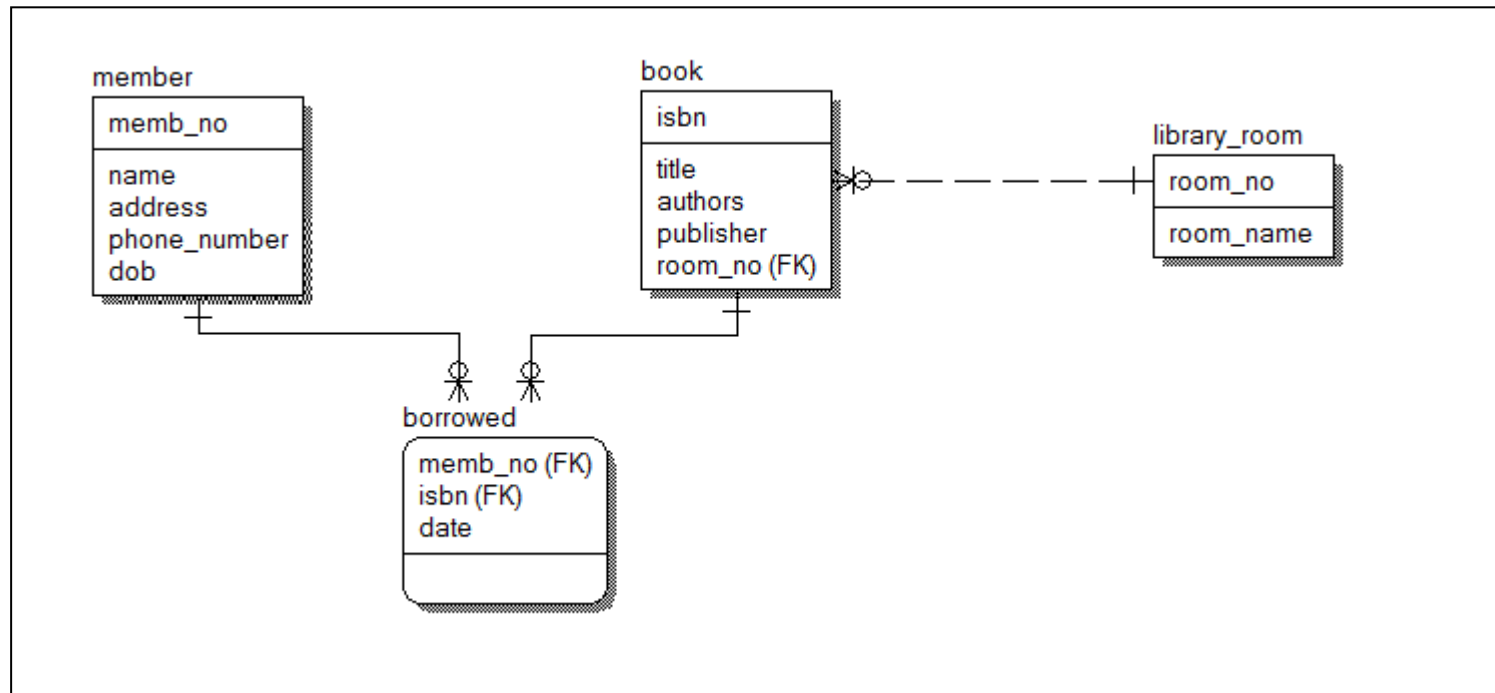 member
memb_no
name
address
phone_number
dob
book
isbn
title
authors
publisher
room_no (FK)
library_room
room_no
room_name
borrowed
memb_no (FK)
isbn (FK)
date